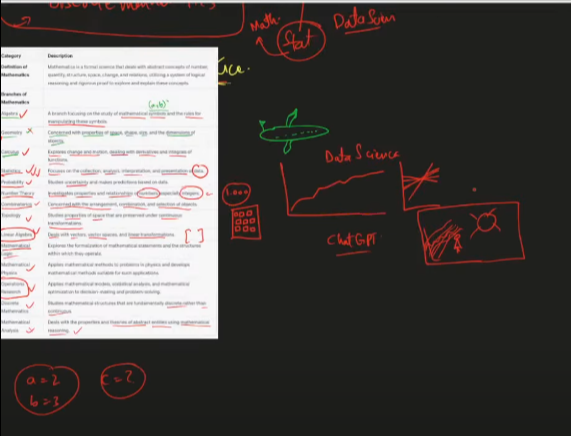 Math.
Data Scien
Stat
ce.
Category Description
Definition of Mathematics is a formal science that deals with abstract concepts of number,
Mathematics quantity, structure, space, change, and relations, utilizing a system of logical
reasoning and rigorous proof to explore and explain these concepts.
Branches of
Mathematics
(a+b)²
Algebra A branch focusing on the study of mathematical symbols and the rules for
manipulating these symbols.
Geometry Concerned with properties of space, shape, size, and the dimensions of
objects.
Calculus Explores change and motion, dealing with derivatives and integrals of
functions.
Statistics Focuses on the collection, analysis, interpretation, and presentation of data.
Probability Studies uncertainty and makes predictions based on data.
Number Theory Investigates properties and relationships of numbers, especially integers.
Combinatorics Concerned with the arrangement, combination, and selection of objects.
Topology Studies properties of space that are preserved under continuous
transformations.
Linear Algebra Deals with vectors, vector spaces, and linear transformations. [ ]
Mathematical Explores the formalization of mathematical statements and the structures
Logic within which they operate.
Mathematical Applies mathematical methods to problems in physics and develops
Physics mathematical methods suitable for such applications.
Operations Applies mathematical models, statistical analysis, and mathematical
Research optimization to decision-making and problem-solving.
Discrete Studies mathematical structures that are fundamentally discrete rather than
Mathematics continuous.
Mathematical Deals with the properties and theories of abstract entities using mathematical
Analysis reasoning.
Data Science
1.000
ChatGPT
a=2
b=3
c=2